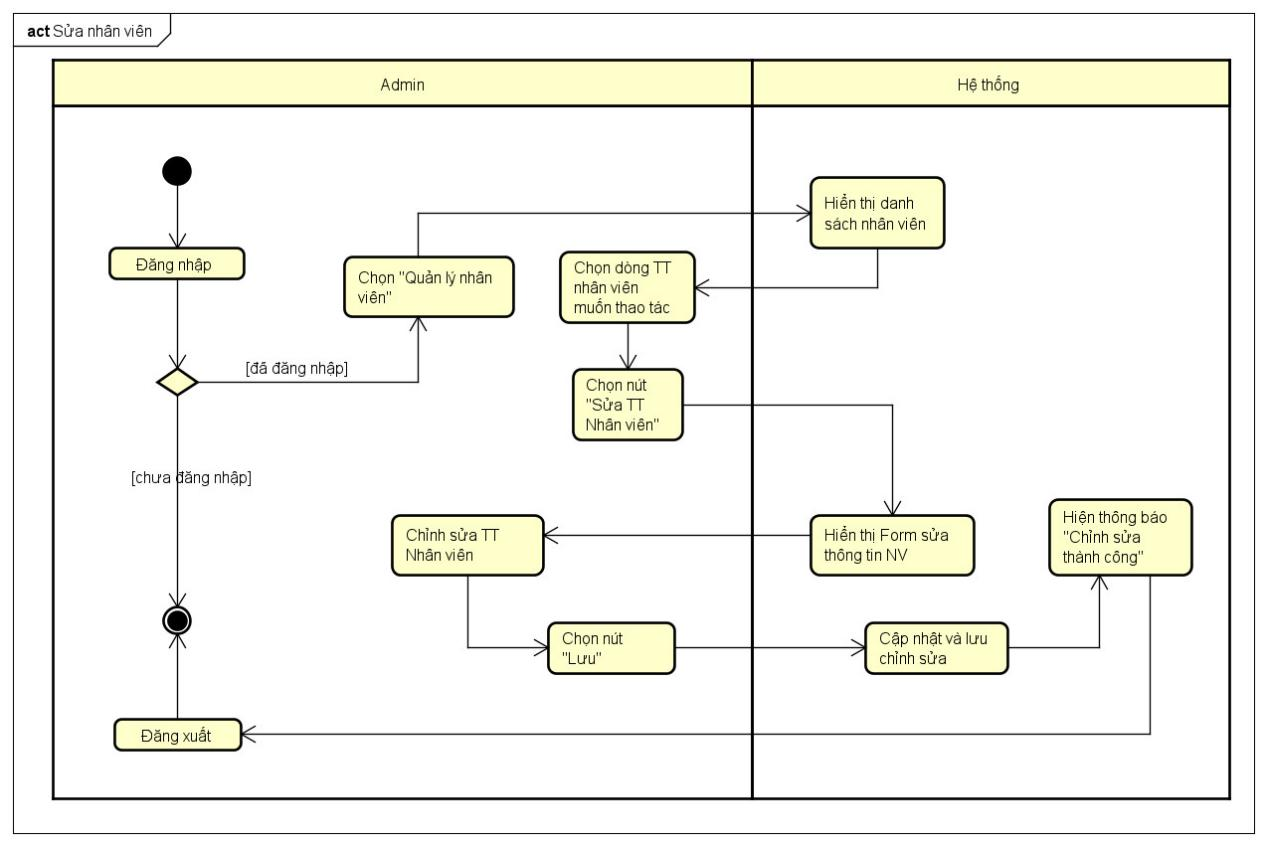 act Sửa nhân viên
Admin
Hệ thống
Hiển thị danh
sách nhân viên
Đăng nhập
Chọn "Quản lý nhân
viên"
Chọn dòng TT
nhân viên
muốn thao tác
[đã đăng nhập]
Chọn nút
"Sửa TT
Nhân viên"
[chưa đăng nhập]
Chỉnh sửa TT
Nhân viên
Hiển thị Form sửa
thông tin NV
Hiện thông báo
"Chỉnh sửa
thành công"
Chọn nút
"Lưu"
Cập nhật và lưu
chỉnh sửa
Đăng xuất